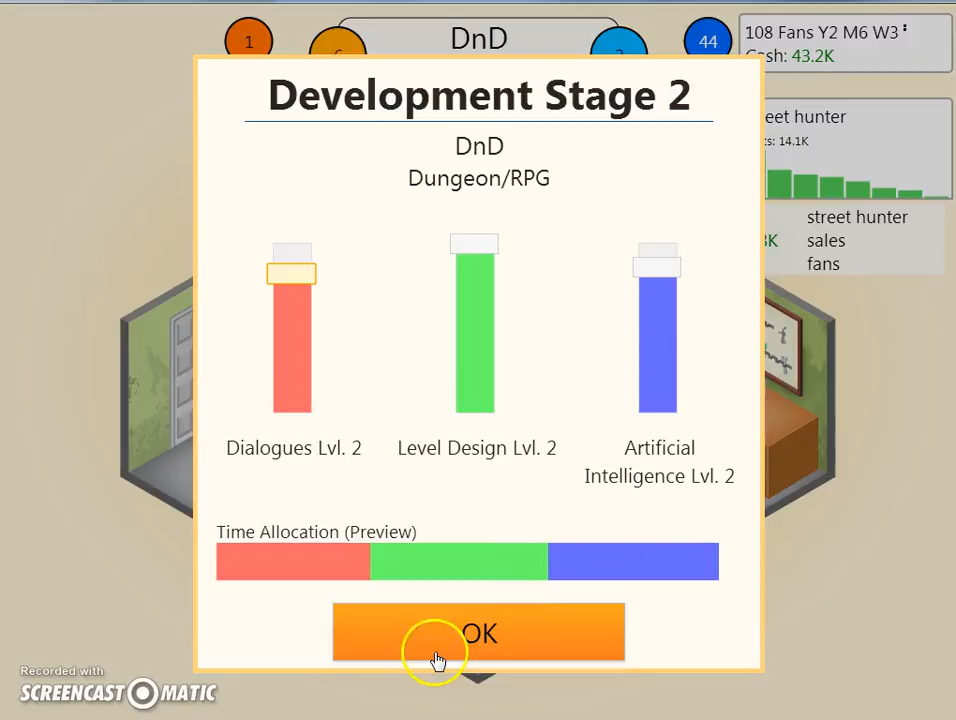 1
DnD
44
108 Fans Y2 M6 W3
Cash: 43.2K
Development Stage 2
DnD
Dungeon/RPG
eet hunter
s: 14.1K
street hunter
K sales
fans
Dialogues Lvl. 2
Level Design Lvl. 2
Artificial
Intelligence Lvl. 2
Time Allocation (Preview)
OK
Recorded with
SCREENCAST MATIC